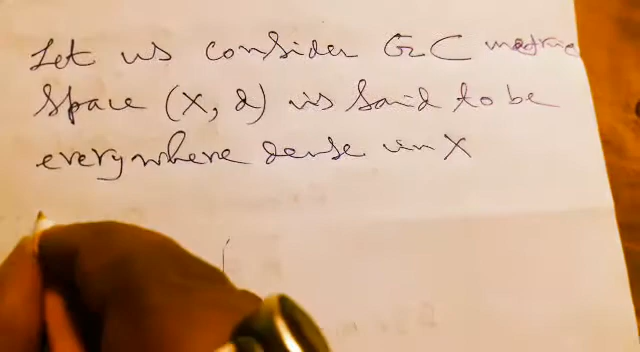 Let us consider G C metric
space (X, d) is said to be
everywhere dense in X